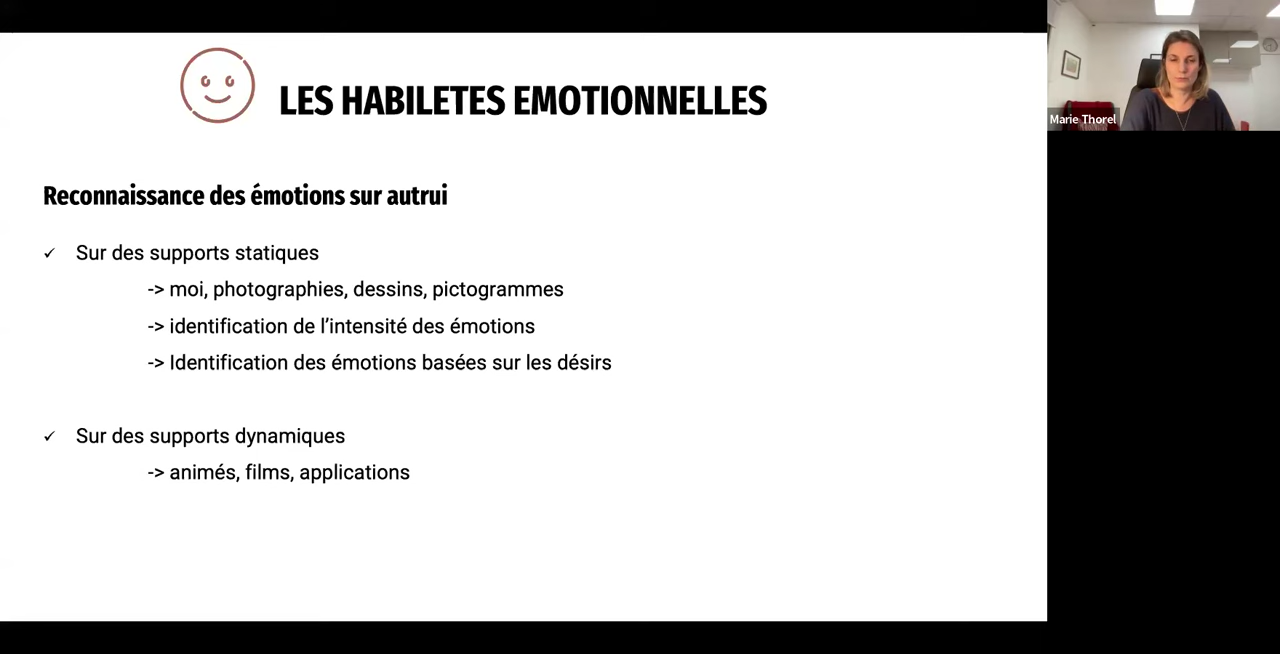 LES HABILETES EMOTIONNELLES
Marie Thorel
Reconnaissance des émotions sur autrui
✓ Sur des supports statiques
-> moi, photographies, dessins, pictogrammes
-> identification de l’intensité des émotions
-> Identification des émotions basées sur les désirs
✓ Sur des supports dynamiques
-> animés, films, applications